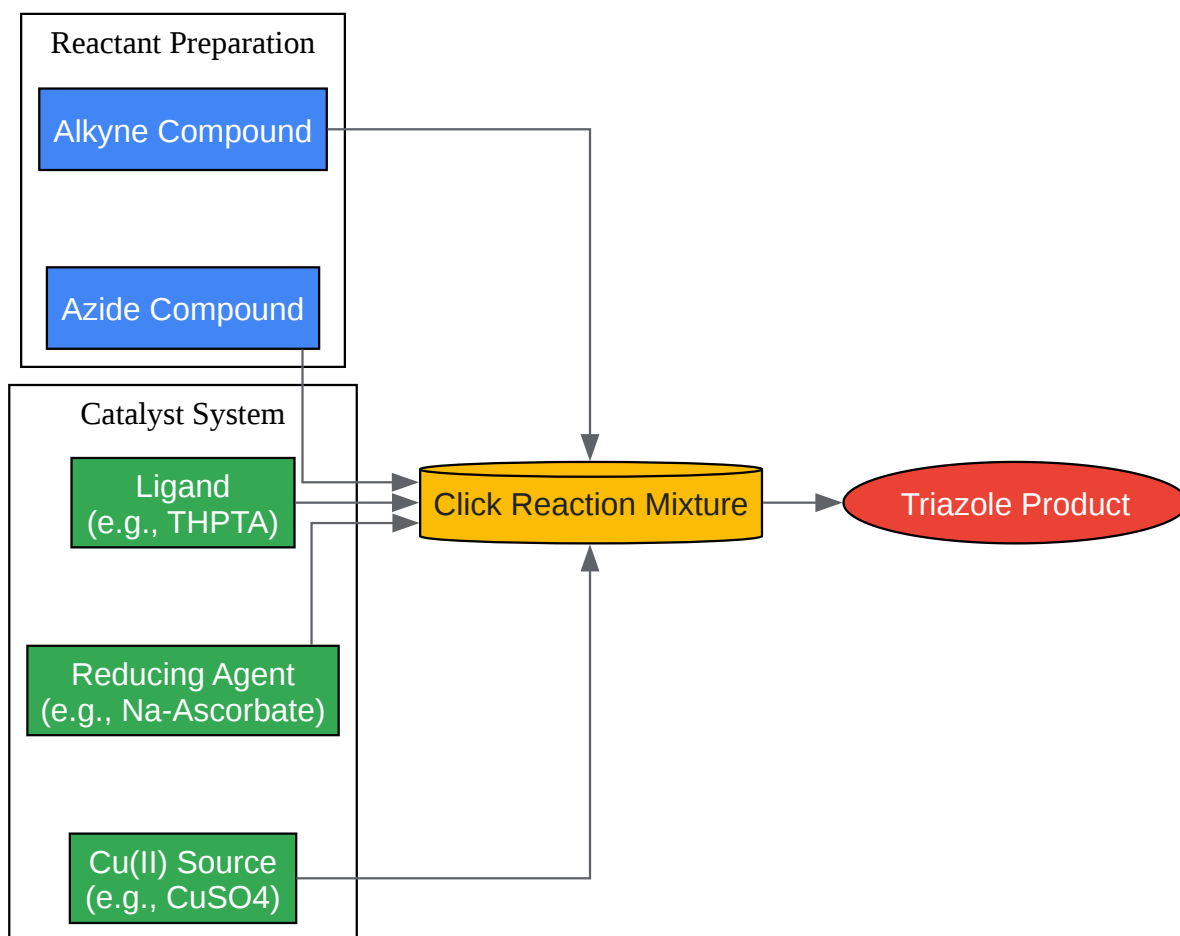 Reactant Preparation
Alkyne Compound
Azide Compound
Catalyst System
Ligand
(e.g., THPTA)
Click Reaction Mixture
Triazole Product
Reducing Agent
(e.g., Na-Ascorbate)
Cu(II) Source
(e.g., CuSO4)